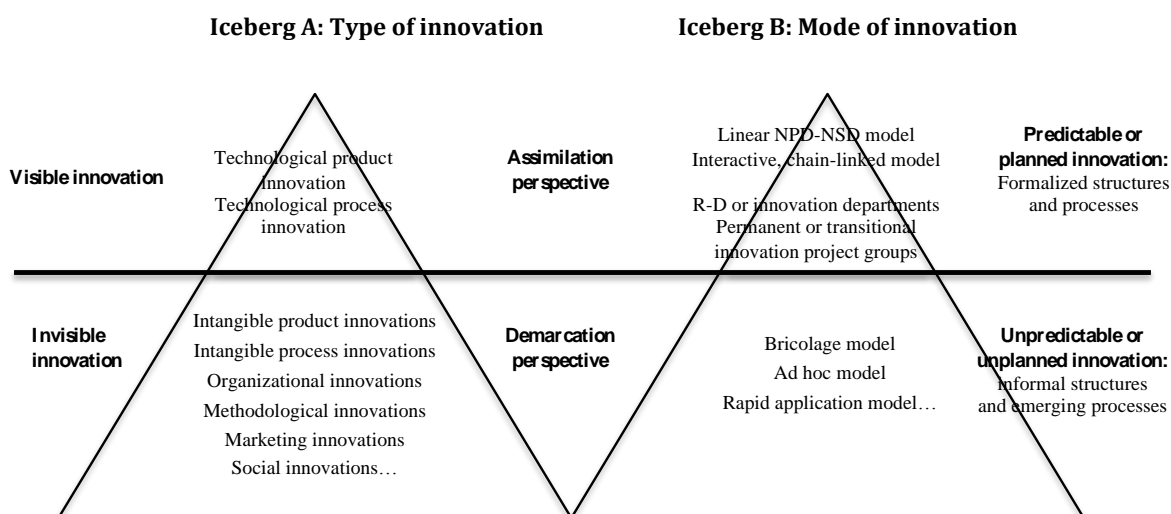 Iceberg A: Type of innovation
Iceberg B: Mode of innovation
Visible innovation
Technological product
innovation
Technological process
innovation
Assimilation
perspective
Linear NPD-NSD model
Interactive, chain-linked model
R-D or innovation departments
Permanent or transitional
innovation project groups
Predictable or
planned innovation:
Formalized structures
and processes
Invisible
innovation
Intangible product innovations
Intangible process innovations
Organizational innovations
Methodological innovations
Marketing innovations
Social innovations…
Demarcation
perspective
Bricolage model
Ad hoc model
Rapid application model…
Unpredictable or
unplanned innovation:
informal structures
and emerging processes